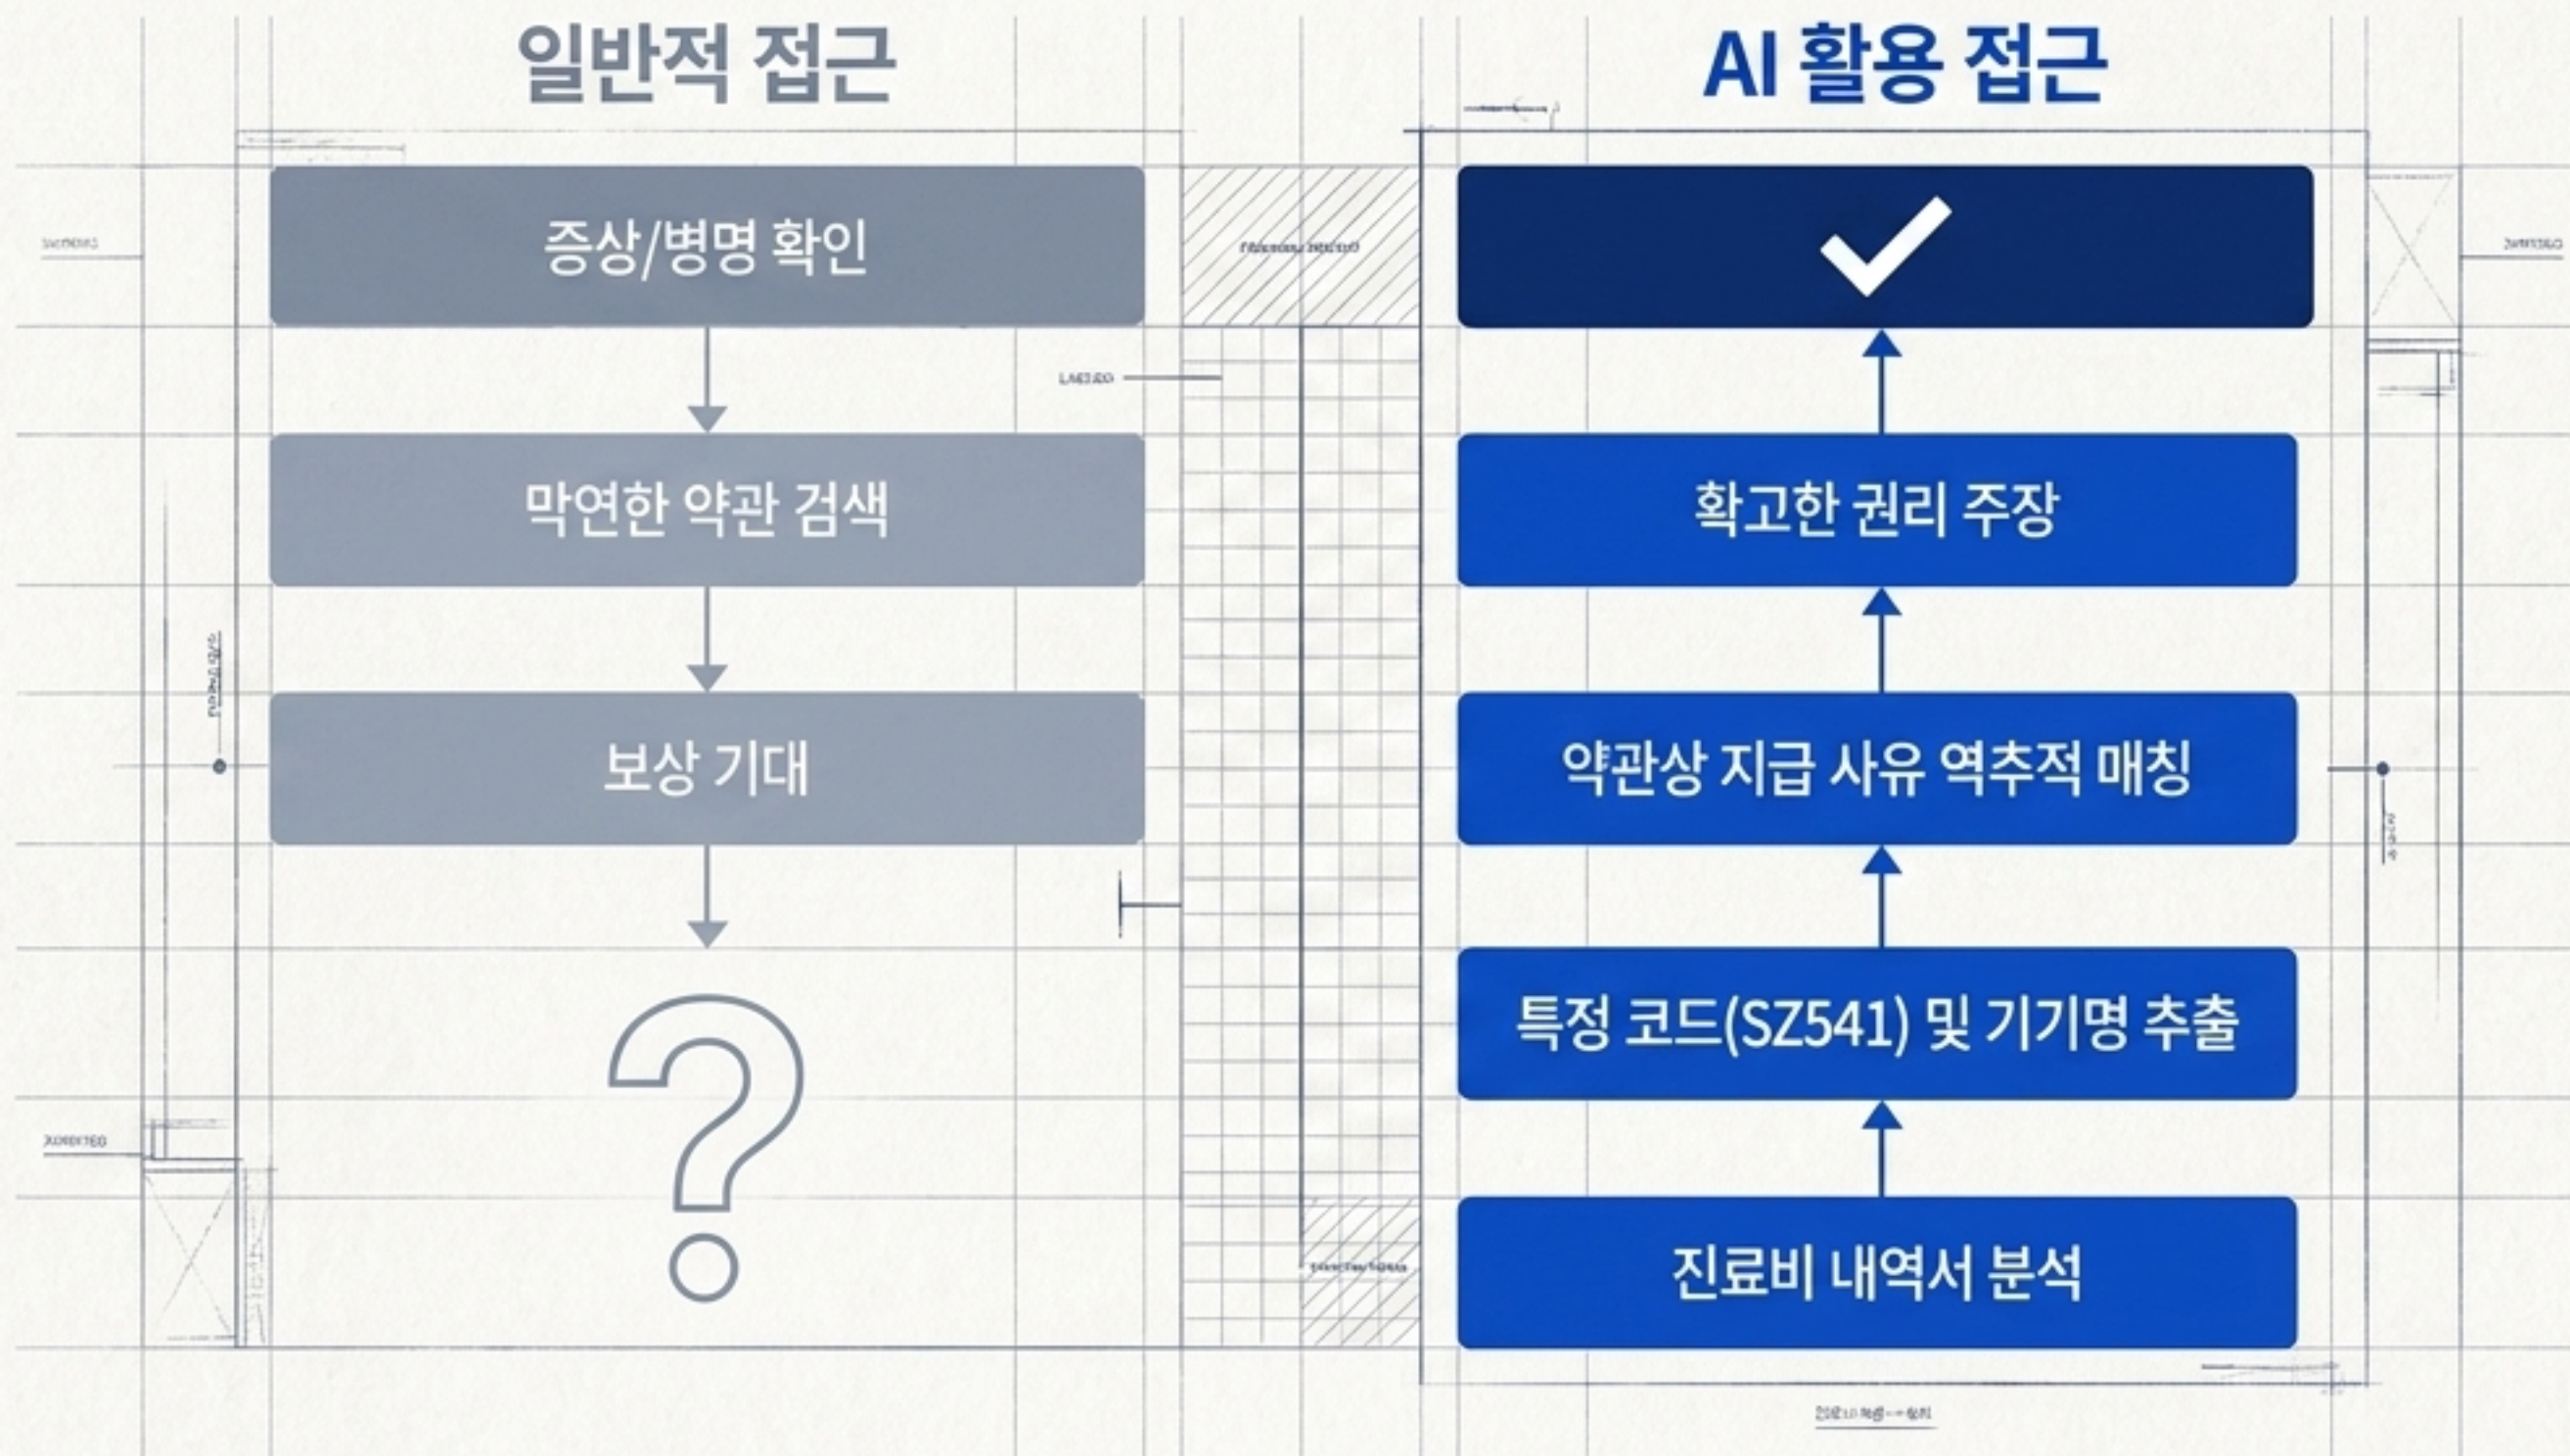 일반적 접근
증상/병명 확인
막연한 약관 검색
보상 기대
?
AI 활용 접근
확고한 권리 주장
약관상 지급 사유 역추적 매칭
특정 코드(SZ541) 및 기기명 추출
진료비 내역서 분석